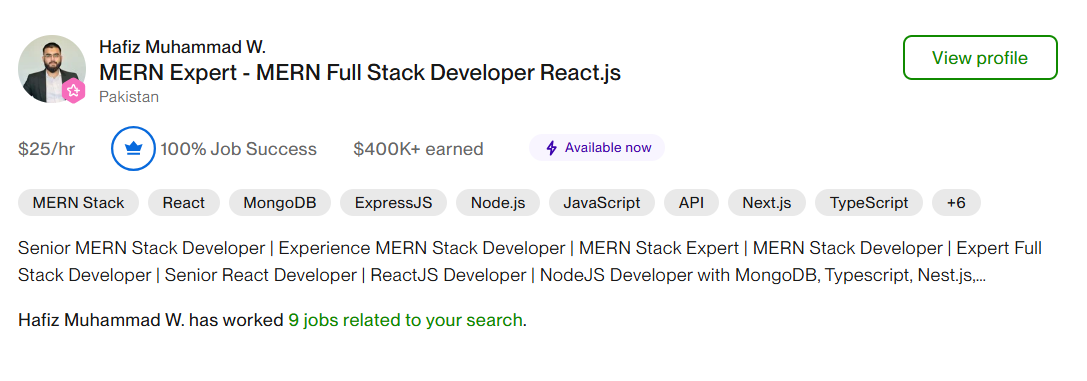 Hafiz Muhammad W.
MERN Expert - MERN Full Stack Developer React.js
View profile
Pakistan
$25/hr 100% Job Success $400K+ earned Available now
MERN Stack React MongoDB ExpressJS Node.js JavaScript API Next.js TypeScript +6
Senior MERN Stack Developer | Experience MERN Stack Developer | MERN Stack Expert | MERN Stack Developer | Expert Full
Stack Developer | Senior React Developer | ReactJS Developer | NodeJS Developer with MongoDB, Typescript, Nest.js,...
Hafiz Muhammad W. has worked 9 jobs related to your search.